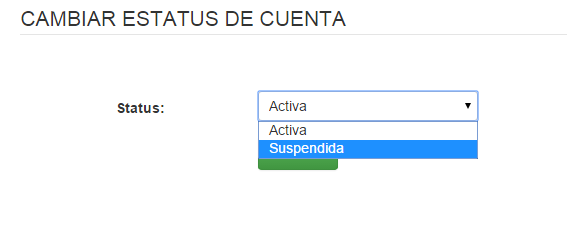 CAMBIAR ESTATUS DE CUENTA
Status: Activa
Activa
Suspendida